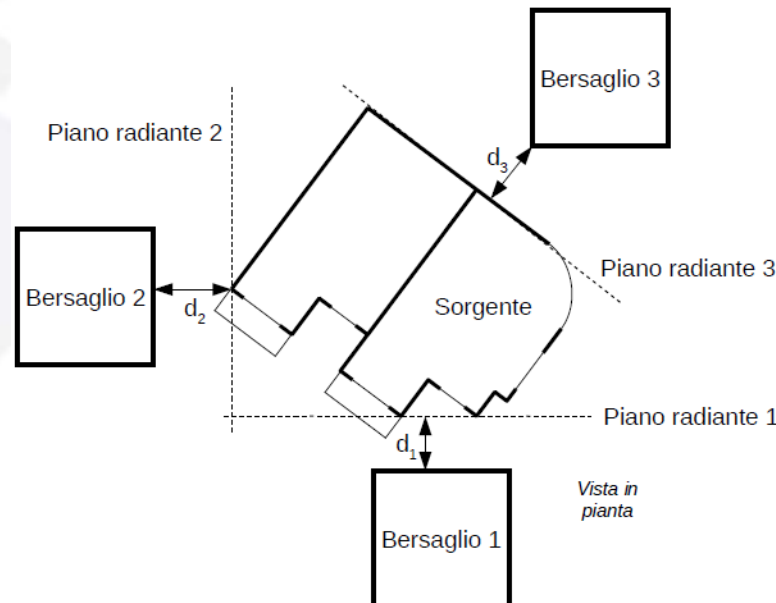 Bersaglio 3
Piano radiante 2
d3
Bersaglio 2
d2
Piano radiante 3
Sorgente
Piano radiante 1
d1
Vista in
pianta
Bersaglio 1